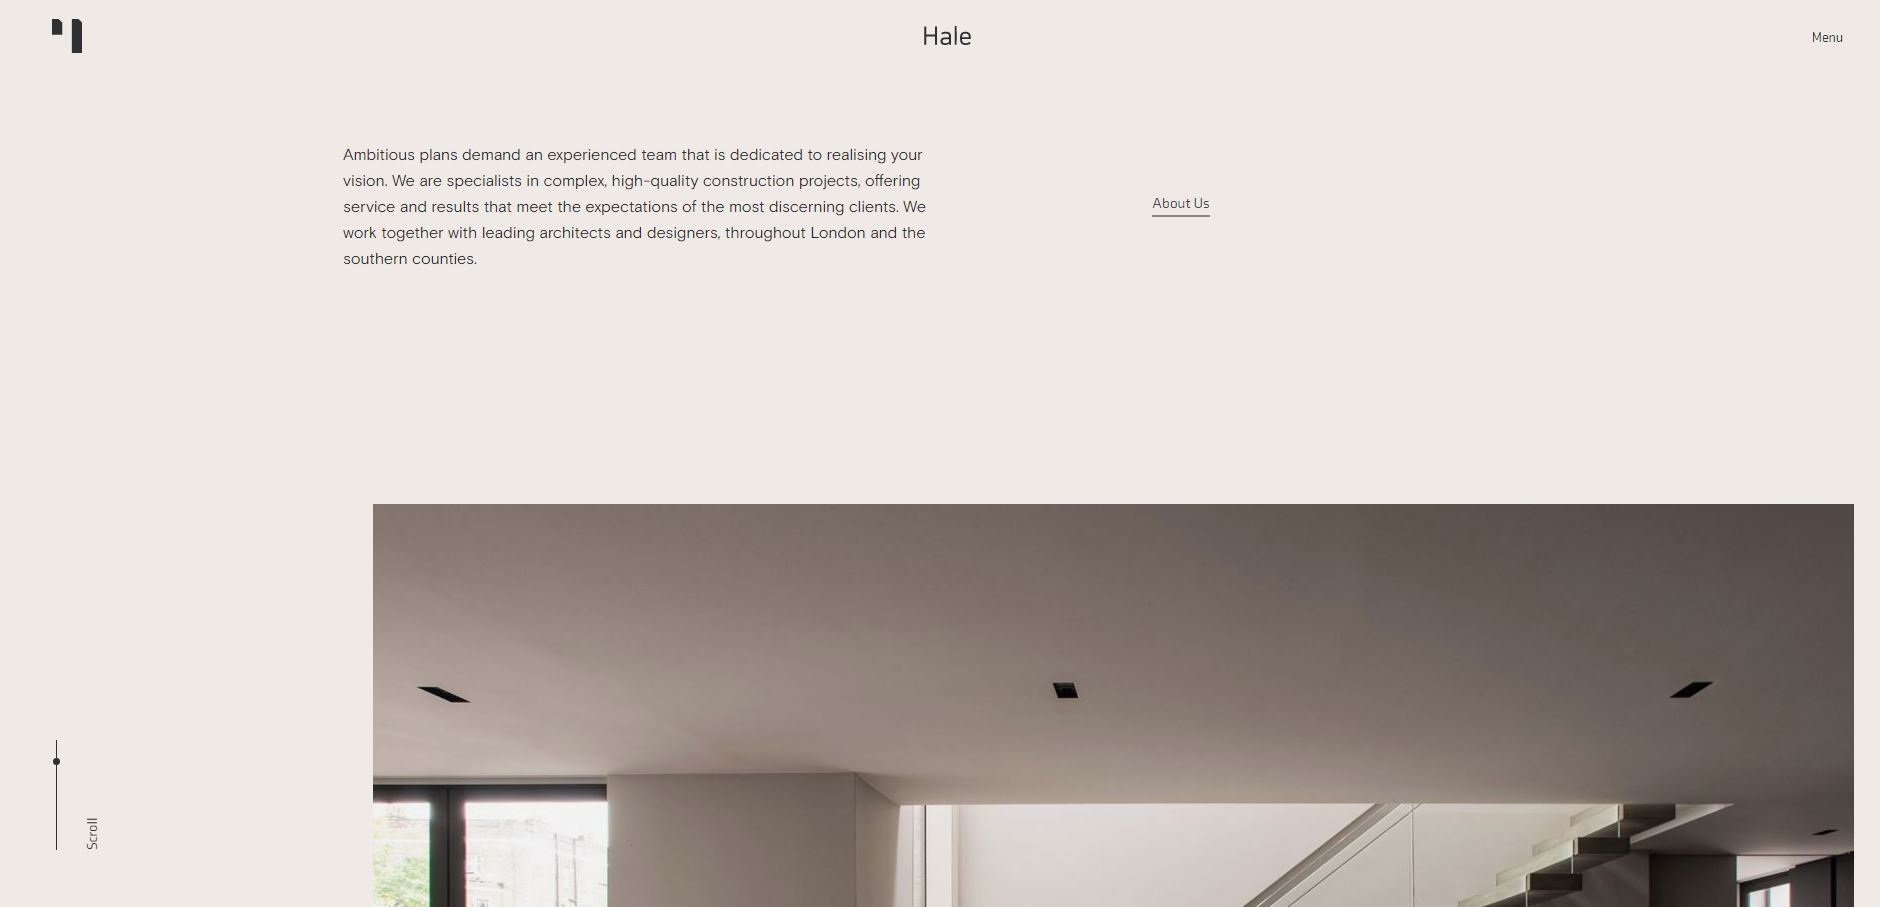 Hale
Menu
Ambitious plans demand an experienced team that is dedicated to realising your
vision. We are specialists in complex, high-quality construction projects, offering
service and results that meet the expectations of the most discerning clients. We
work together with leading architects and designers, throughout London and the
southern counties.
About Us
Scroll